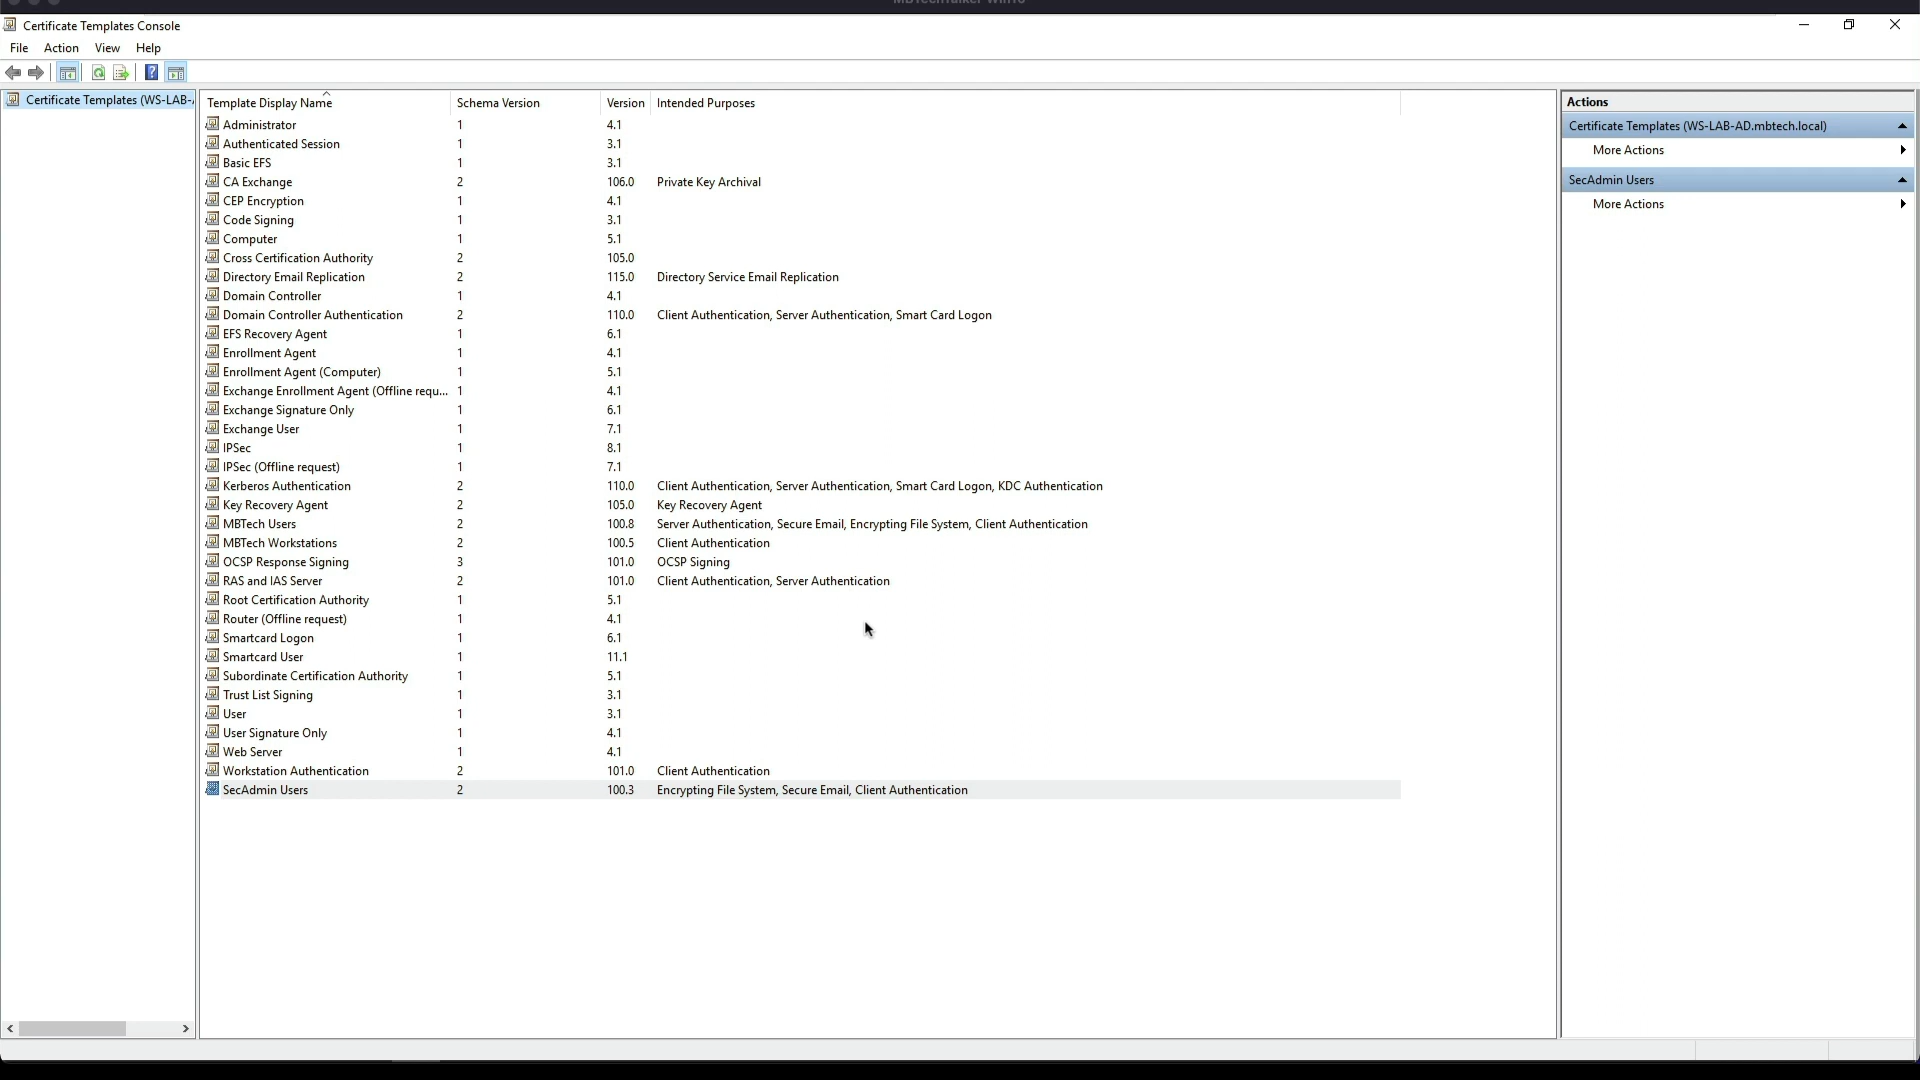 Certificate Templates Console
File Action View Help
Certificate Templates (WS-LAB-
Template Display Name Schema Version Version Intended Purposes
Administrator 1 4.1
Authenticated Session 1 3.1
Basic EFS 1 3.1
CA Exchange 2 106.0 Private Key Archival
CEP Encryption 1 4.1
Code Signing 1 3.1
Computer 1 5.1
Cross Certification Authority 2 105.0
Directory Email Replication 2 115.0 Directory Service Email Replication
Domain Controller 1 4.1
Domain Controller Authentication 2 110.0 Client Authentication, Server Authentication, Smart Card Logon
EFS Recovery Agent 1 6.1
Enrollment Agent 1 4.1
Enrollment Agent (Computer) 1 5.1
Exchange Enrollment Agent (Offline requ... 1 4.1
Exchange Signature Only 1 6.1
Exchange User 1 7.1
IPSec 1 8.1
IPSec (Offline request) 1 7.1
Kerberos Authentication 2 110.0 Client Authentication, Server Authentication, Smart Card Logon, KDC Authentication
Key Recovery Agent 2 105.0 Key Recovery Agent
MBTech Users 2 100.8 Server Authentication, Secure Email, Encrypting File System, Client Authentication
MBTech Workstations 2 100.5 Client Authentication
OCSP Response Signing 3 101.0 OCSP Signing
RAS and IAS Server 2 101.0 Client Authentication, Server Authentication
Root Certification Authority 1 5.1
Router (Offline request) 1 4.1
Smartcard Logon 1 6.1
Smartcard User 1 11.1
Subordinate Certification Authority 1 5.1
Trust List Signing 1 3.1
User 1 3.1
User Signature Only 1 4.1
Web Server 1 4.1
Workstation Authentication 2 101.0 Client Authentication
SecAdmin Users 2 100.3 Encrypting File System, Secure Email, Client Authentication
Actions
Certificate Templates (WS-LAB-AD.mbtech.local)
More Actions
SecAdmin Users
More Actions